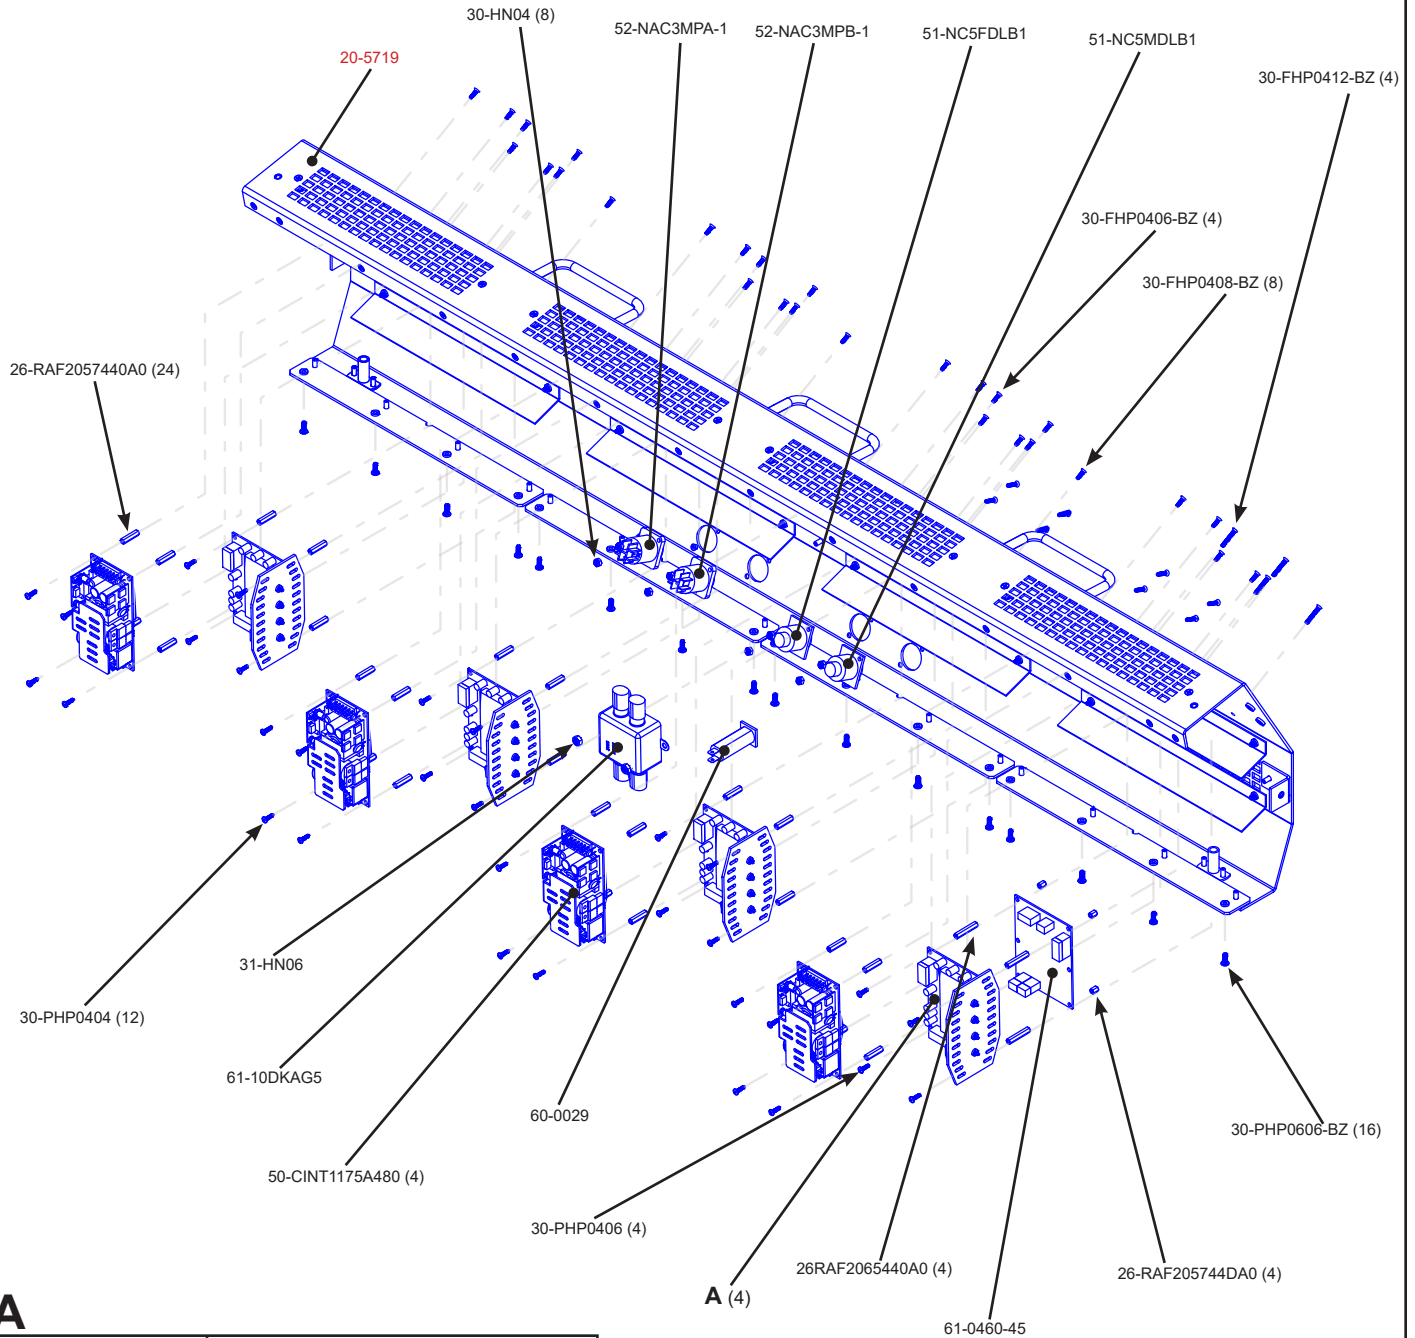 30-HN04 (8)
52-NAC3MPA-1
52-NAC3MPB-1
51-NC5FDLB1
51-NC5MDLB1
20-5719
30-FHP0412-BZ (4)
30-FHP0406-BZ (4)
30-FHP0408-BZ (8)
26-RAF2057440A0 (24)
31-HN06
30-PHP0404 (12)
61-10DKAG5
60-0029
30-PHP0606-BZ (16)
50-CINT1175A480 (4)
30-PHP0406 (4)
26RAF2065440A0 (4)
26-RAF205744DA0 (4)
A (4)
A
61-0460-45